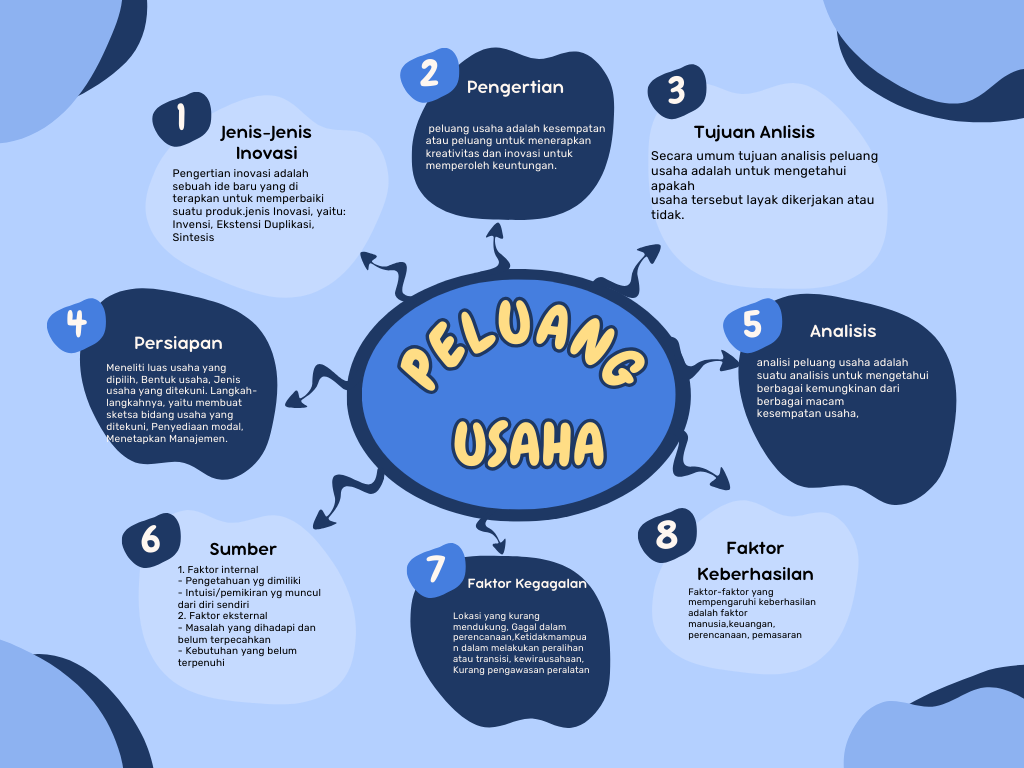 PELUANG
USAHA
1
Jenis-Jenis
Inovasi
Pengertian inovasi adalah
sebuah ide baru yang di
terapkan untuk memperbaiki
suatu produk.jenis Inovasi, yaitu:
Invensi, Ekstensi Duplikasi,
Sintesis
2
Pengertian
peluang usaha adalah kesempatan
atau peluang untuk menerapkan
kreativitas dan inovasi untuk
memperoleh keuntungan.
3
Tujuan Anlisis
Secara umum tujuan analisis peluang
usaha adalah untuk mengetahui
apakah
usaha tersebut layak dikerjakan atau
tidak.
4
Persiapan
Meneliti luas usaha yang
dipilih, Bentuk usaha, Jenis
usaha yang ditekuni. Langkah-
langkahnya, yaitu membuat
sketsa bidang usaha yang
ditekuni, Penyediaan modal,
Menetapkan Manajemen.
5
Analisis
analisi peluang usaha adalah
suatu analisis untuk mengetahui
berbagai kemungkinan dari
berbagai macam
kesempatan usaha,
6
Sumber
1. Faktor internal
- Pengetahuan yg dimiliki
- Intuisi/pemikiran yg muncul
dari diri sendiri
2. Faktor eksternal
- Masalah yang dihadapi dan
belum terpecahkan
- Kebutuhan yang belum
terpenuhi
7
Faktor Kegagalan
Lokasi yang kurang
mendukung, Gagal dalam
perencanaan,Ketidakmampua
n dalam melakukan peralihan
atau transisi, kewirausahaan,
Kurang pengawasan peralatan
8
Faktor
Keberhasilan
Faktor-faktor yang
mempengaruhi keberhasilan
adalah faktor
manusia,keuangan,
perencanaan, pemasaran